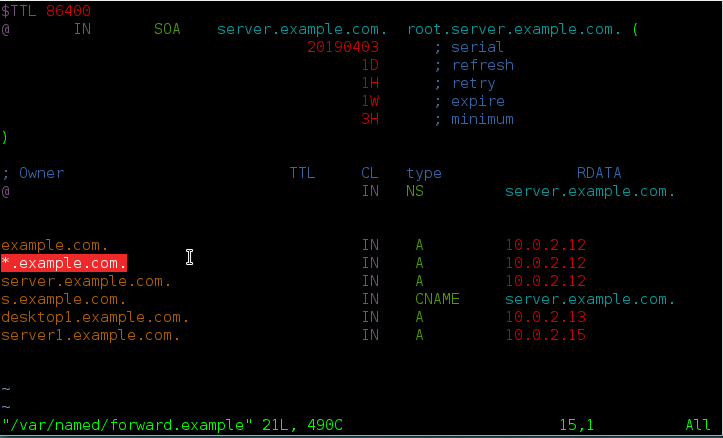 $TTL 86400
@ IN SOA server.example.com. root.server.example.com. (
20190403 ; serial
1D ; refresh
1H ; retry
1W ; expire
3H ; minimum
)
; Owner TTL CL type RDATA
@ IN NS server.example.com.
example.com. IN A 10.0.2.12
*.example.com. IN A 10.0.2.12
server.example.com. IN A 10.0.2.12
s.example.com. IN CNAME server.example.com.
desktop1.example.com. IN A 10.0.2.13
server1.example.com. IN A 10.0.2.15
~
~
"/var/named/forward.example" 21L, 490C 15,1 All